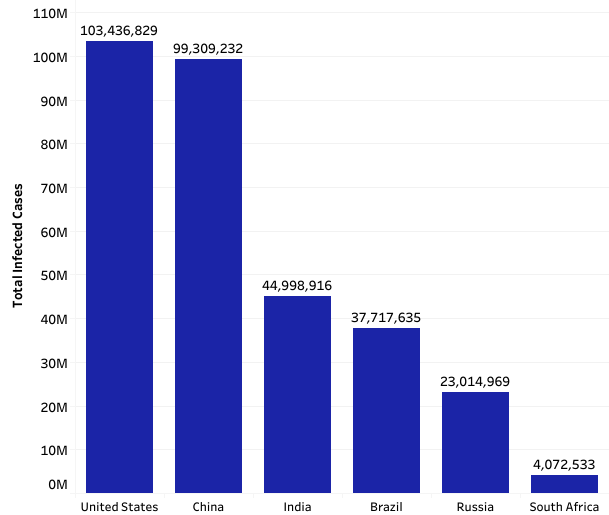 110M
103,436,829
99,309,232
100M
90M
80M
70M
60M
50M
44,998,916
40M
37,717,635
30M
23,014,969
20M
10M
4,072,533
0M
Total Infected Cases
United States
China
India
Brazil
Russia
South Africa